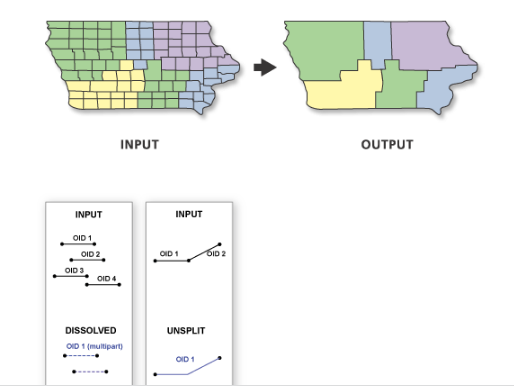 INPUT
OUTPUT
INPUT
OID 1
OID 2
OID 3
OID 4
DISSOLVED
OID 1 (multipart)
INPUT
OID 1
OID 2
UNSPLIT
OID 1